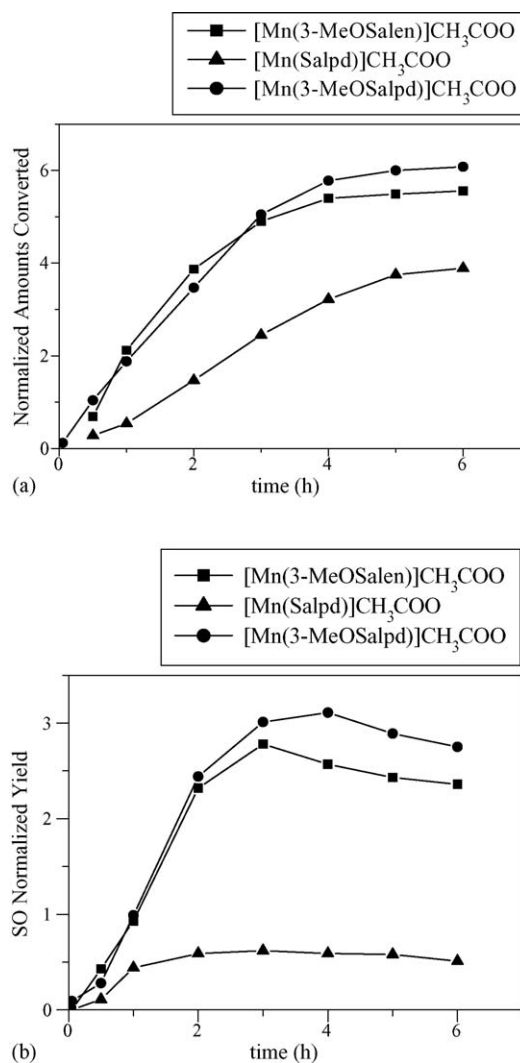 [Mn(3-MeOSalen)]CH₃COO
[Mn(Salpd)]CH₃COO
[Mn(3-MeOSalpd)]CH₃COO
Normalized Amounts Converted
6
4
2
0
0 2 4 6
time (h)
(a)
[Mn(3-MeOSalen)]CH₃COO
[Mn(Salpd)]CH₃COO
[Mn(3-MeOSalpd)]CH₃COO
SO Normalized Yield
3
2
1
0
0 2 4 6
time (h)
(b)